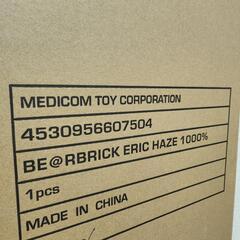 MEDICOM TOY CORPORATION
4530956607504
BE@RBRICK ERIC HAZE 1000%
1pcs
MADE IN CHINA